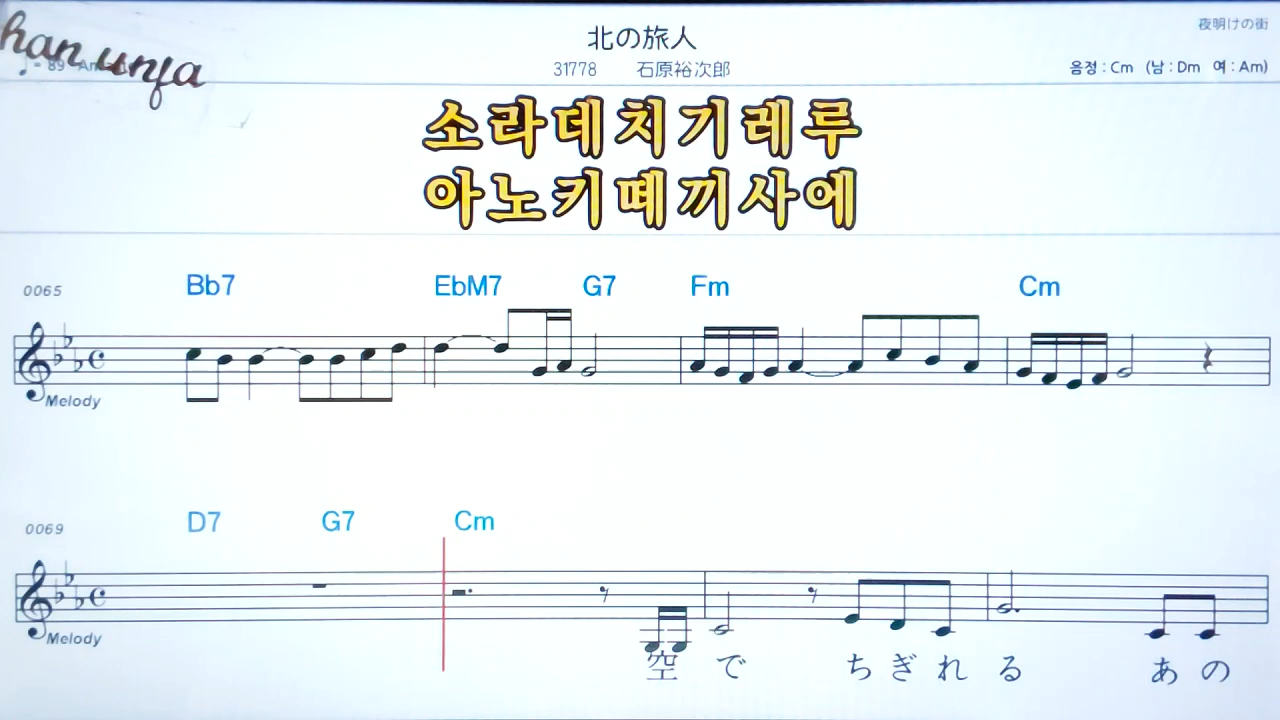 han unja
夜明けの街
北の旅人
♩= 89
31778 石原裕次郎
음정 : Cm (남 : Dm 여 : Am)
소라데치기레루
아노키떼끼사에
0065 Bb7 EbM7 G7 Fm Cm
Melody
0069 D7 G7 Cm
Melody
空 で ち ぎ れ る あ の